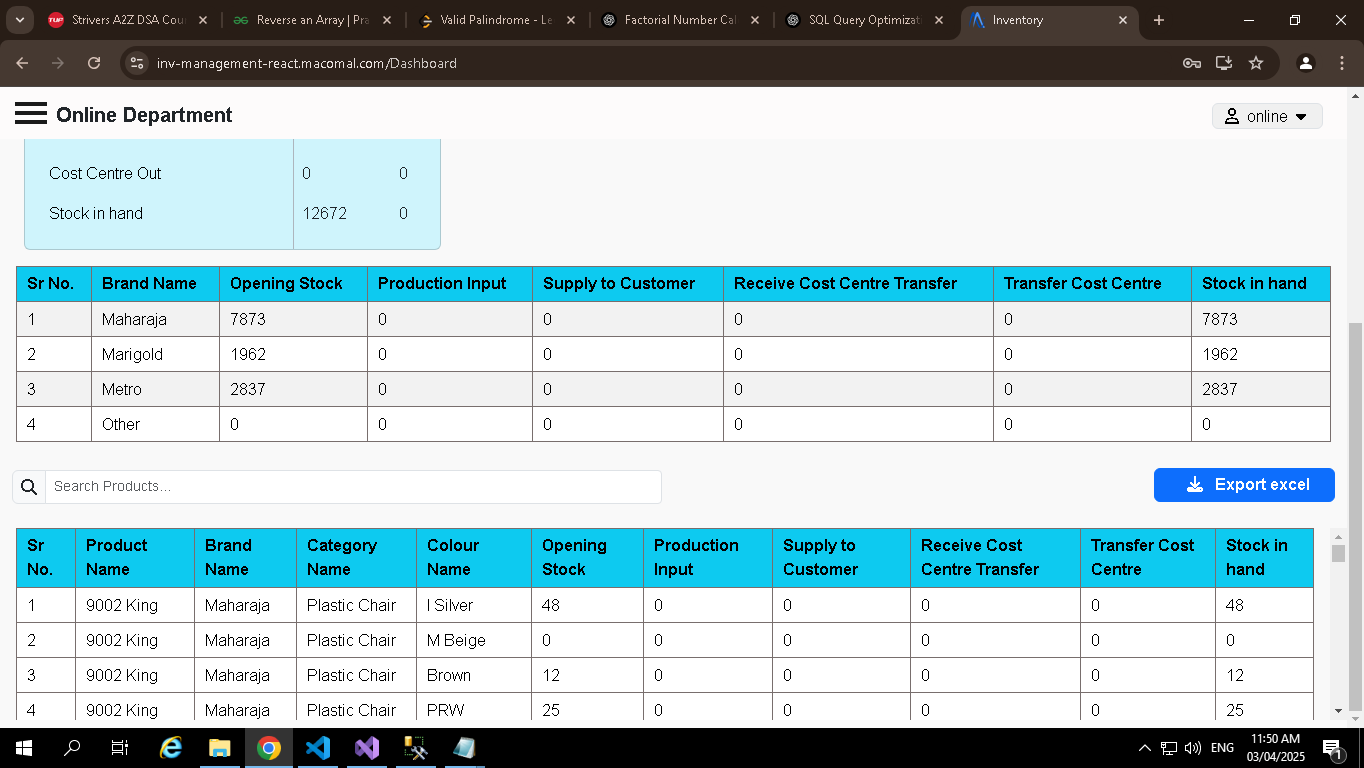 Strivers A2Z DSA Cou
Reverse an Array | Pra
Valid Palindrome - Le
Factorial Number Cal
SQL Query Optimizati
Inventory
inv-management-react.macomal.com/Dashboard
Online Department
online
Cost Centre Out 0 0
Stock in hand 12672 0
Sr No. Brand Name Opening Stock Production Input Supply to Customer Receive Cost Centre Transfer Transfer Cost Centre Stock in hand
1 Maharaja 7873 0 0 0 0 7873
2 Marigold 1962 0 0 0 0 1962
3 Metro 2837 0 0 0 0 2837
4 Other 0 0 0 0 0 0
Search Products...
Export excel
Sr No. Product Name Brand Name Category Name Colour Name Opening Stock Production Input Supply to Customer Receive Cost Centre Transfer Transfer Cost Centre Stock in hand
1 9002 King Maharaja Plastic Chair I Silver 48 0 0 0 0 48
2 9002 King Maharaja Plastic Chair M Beige 0 0 0 0 0 0
3 9002 King Maharaja Plastic Chair Brown 12 0 0 0 0 12
4 9002 King Maharaja Plastic Chair PRW 25 0 0 0 0 25
ENG
11:50 AM
03/04/2025
1